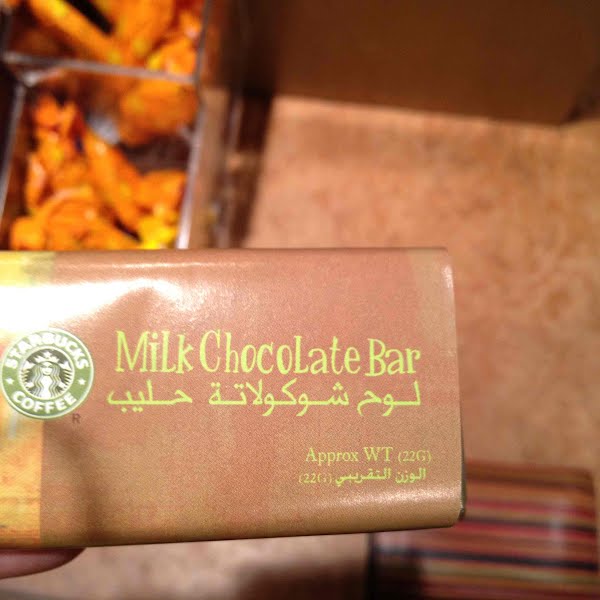 STARBUCKS
COFFEE
R
MiLk ChocoLate Bar
لوح شوكولاتة حليب
Approx WT (22G)
الوزن التقريبي (22G)